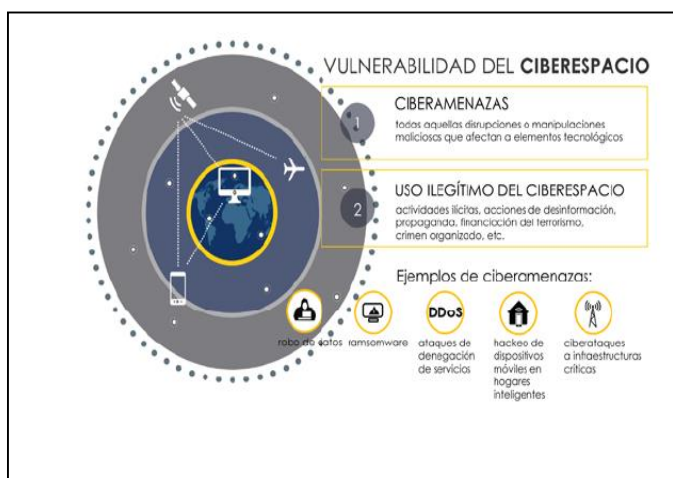 VULNERABILIDAD DEL CIBERESPACIO
1
CIBERAMENAZAS
todas aquellas disrupciones o manipulaciones
maliciosas que afectan a elementos tecnológicos
2
USO ILEGÍTIMO DEL CIBERESPACIO
actividades ilícitas, acciones de desinformación,
propaganda, financiación del terrorismo,
crimen organizado, etc.
Ejemplos de ciberamenazas:
robo de datos
ramsomware
DDoS
ataques de
denegación
de servicios
hackeo de
dispositivos
móviles en
hogares
inteligentes
ciberataques
a infraestructuras
críticas